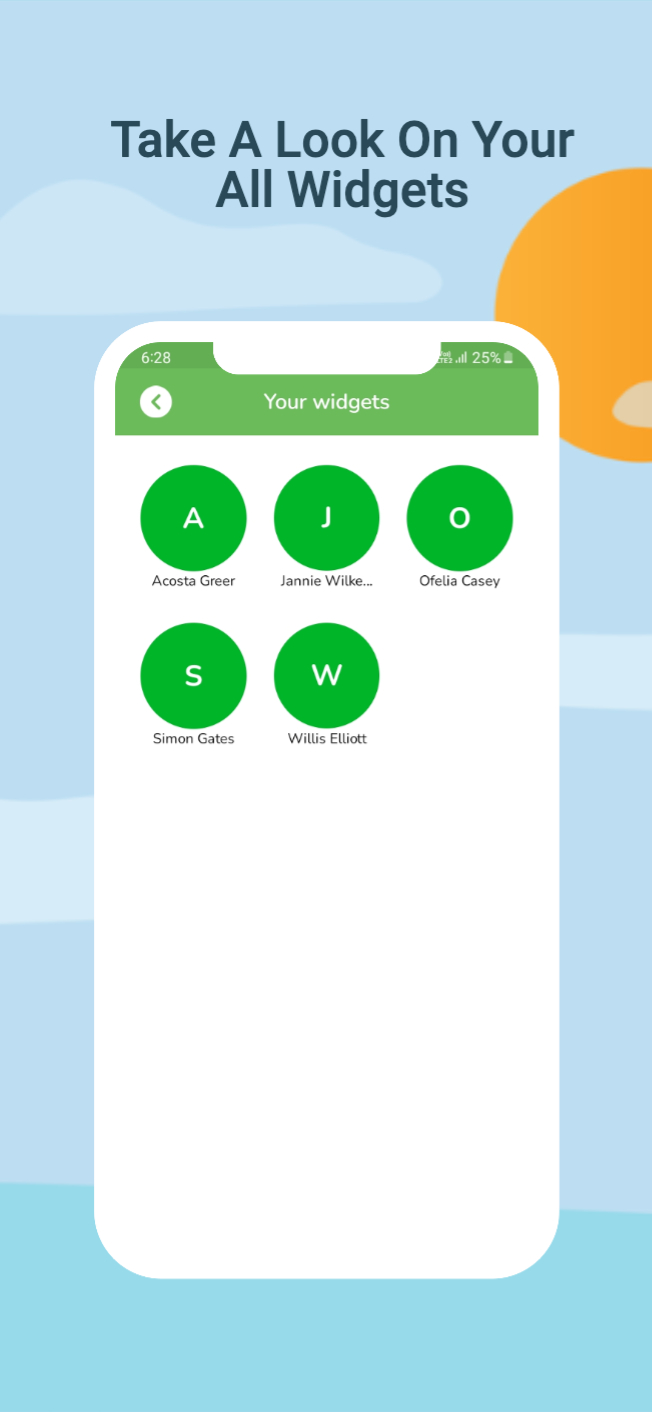 Take A Look On Your
All Widgets
6:28
25%
Your widgets
A
J
O
Acosta Greer
Jannie Wilke...
Ofelia Casey
S
W
Simon Gates
Willis Elliott